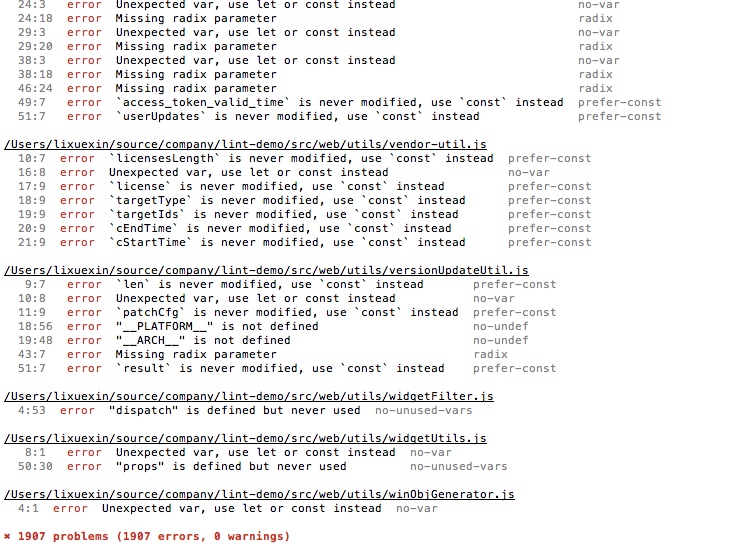 24:3 error Unexpected var, use let or const instead no-var
24:18 error Missing radix parameter radix
29:3 error Unexpected var, use let or const instead no-var
29:20 error Missing radix parameter radix
38:3 error Unexpected var, use let or const instead no-var
38:18 error Missing radix parameter radix
46:24 error Missing radix parameter radix
49:7 error `access_token_valid_time` is never modified, use `const` instead prefer-const
51:7 error `userUpdates` is never modified, use `const` instead prefer-const
/Users/lixuexin/source/company/lint-demo/src/web/utils/vendor-util.js
10:7 error `licensesLength` is never modified, use `const` instead prefer-const
16:8 error Unexpected var, use let or const instead no-var
17:9 error `license` is never modified, use `const` instead prefer-const
18:9 error `targetType` is never modified, use `const` instead prefer-const
19:9 error `targetIds` is never modified, use `const` instead prefer-const
20:9 error `cEndTime` is never modified, use `const` instead prefer-const
21:9 error `cStartTime` is never modified, use `const` instead prefer-const
/Users/lixuexin/source/company/lint-demo/src/web/utils/versionUpdateUtil.js
9:7 error `len` is never modified, use `const` instead prefer-const
10:8 error Unexpected var, use let or const instead no-var
11:9 error `patchCfg` is never modified, use `const` instead prefer-const
18:56 error "__PLATFORM__" is not defined no-undef
19:48 error "__ARCH__" is not defined no-undef
43:7 error Missing radix parameter radix
51:7 error `result` is never modified, use `const` instead prefer-const
/Users/lixuexin/source/company/lint-demo/src/web/utils/widgetFilter.js
4:53 error "dispatch" is defined but never used no-unused-vars
/Users/lixuexin/source/company/lint-demo/src/web/utils/widgetUtils.js
8:1 error Unexpected var, use let or const instead no-var
50:30 error "props" is defined but never used no-unused-vars
/Users/lixuexin/source/company/lint-demo/src/web/utils/winObjGenerator.js
4:1 error Unexpected var, use let or const instead no-var
✖ 1907 problems (1907 errors, 0 warnings)